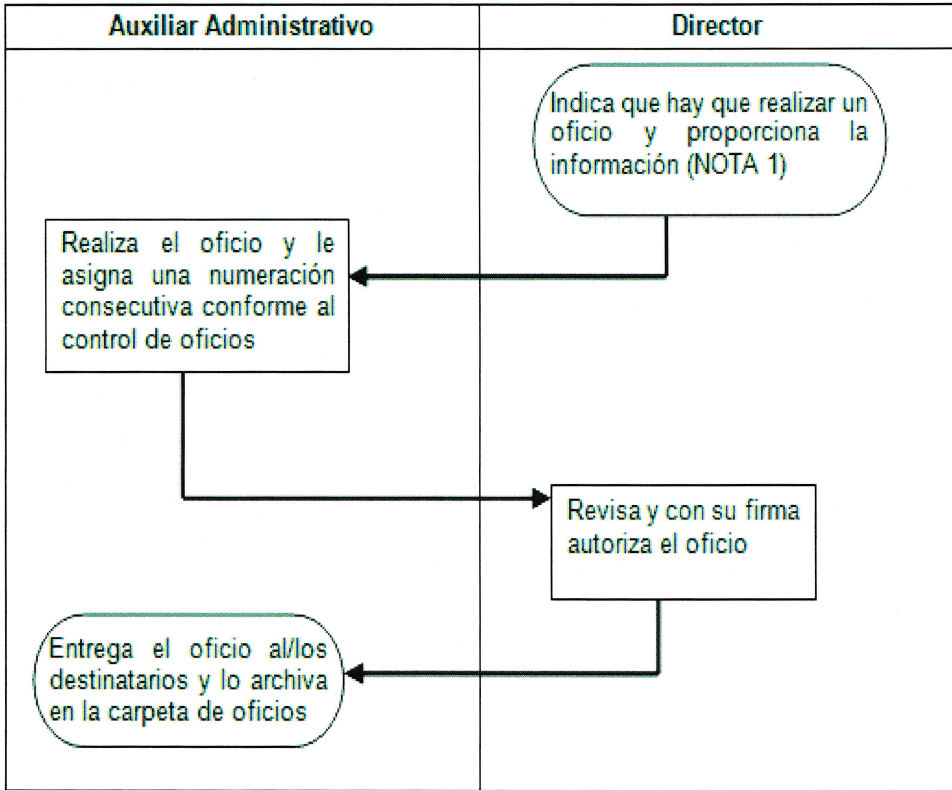 Auxiliar Administrativo
Director
Indica que hay que realizar un
oficio y proporciona la
información (NOTA 1)
Realiza el oficio y le
asigna una numeración
consecutiva conforme al
control de oficios
Revisa y con su firma
autoriza el oficio
Entrega el oficio al/los
destinatarios y lo archiva
en la carpeta de oficios